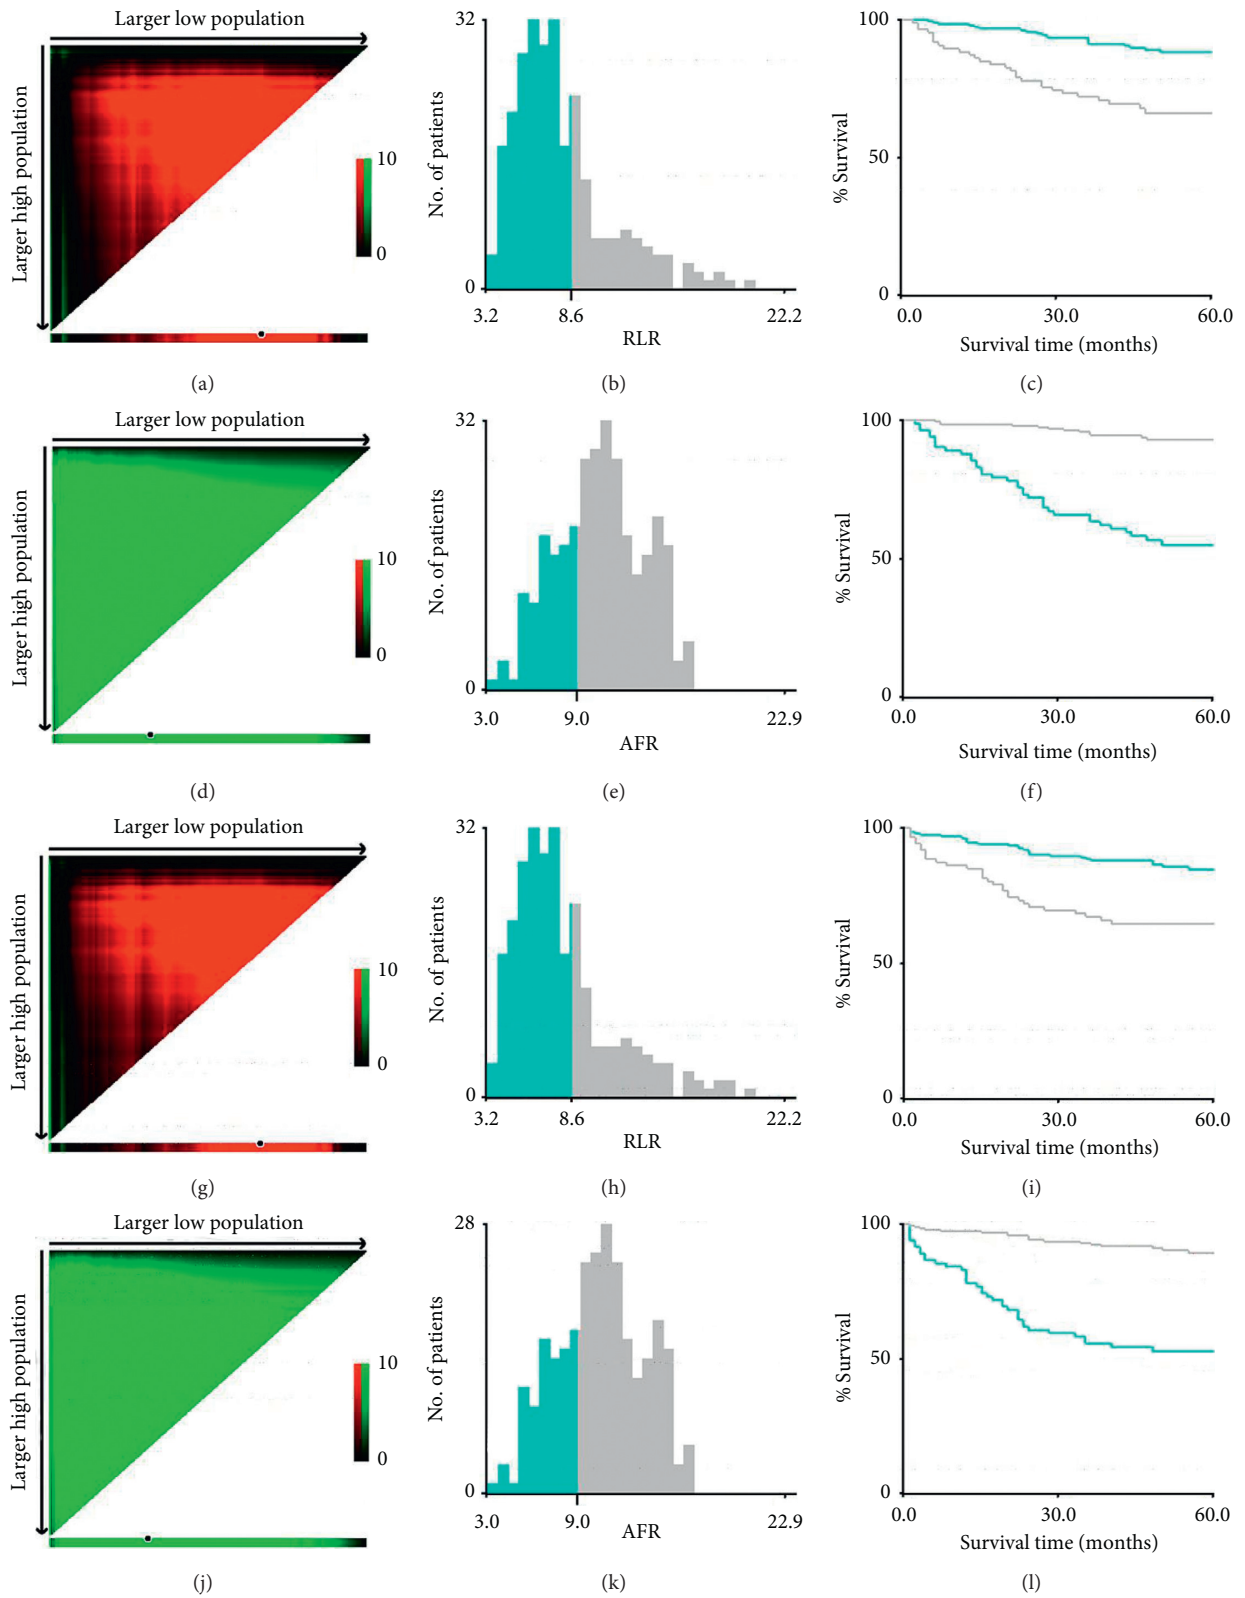 Larger low population
Larger high population
10
0
(a)
32
No. of patients
0
3.2
8.6
22.2
RLR
(b)
100
% Survival
50
0
0.0
30.0
60.0
Survival time (months)
(c)
Larger low population
Larger high population
10
0
(d)
32
No. of patients
0
3.0
9.0
22.9
AFR
(e)
100
% Survival
50
0
0.0
30.0
60.0
Survival time (months)
(f)
Larger low population
Larger high population
10
0
(g)
32
No. of patients
0
3.2
8.6
22.2
RLR
(h)
100
% Survival
50
0
0.0
30.0
60.0
Survival time (months)
(i)
Larger low population
Larger high population
10
0
(j)
28
No. of patients
0
3.0
9.0
22.9
AFR
(k)
100
% Survival
50
0
0.0
30.0
60.0
Survival time (months)
(l)